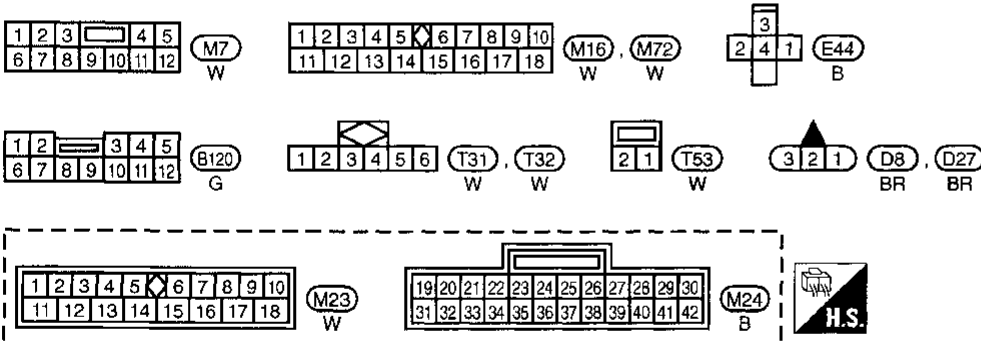 1 2 3 4 5 M7
6 7 8 9 10 11 12 W
1 2 3 4 5 6 7 8 9 10 M16 , M72
11 12 13 14 15 16 17 18 W W
3
2 4 1 E44
B
1 2 3 4 5 B120
6 7 8 9 10 11 12 G
1 2 3 4 5 6 T31 , T32
W W
2 1 T53
W
3 2 1 D8 , D27
BR BR
1 2 3 4 5 6 7 8 9 10 M23
11 12 13 14 15 16 17 18 W
19 20 21 22 23 24 25 26 27 28 29 30 M24
31 32 33 34 35 36 37 38 39 40 41 42 B
H.S.